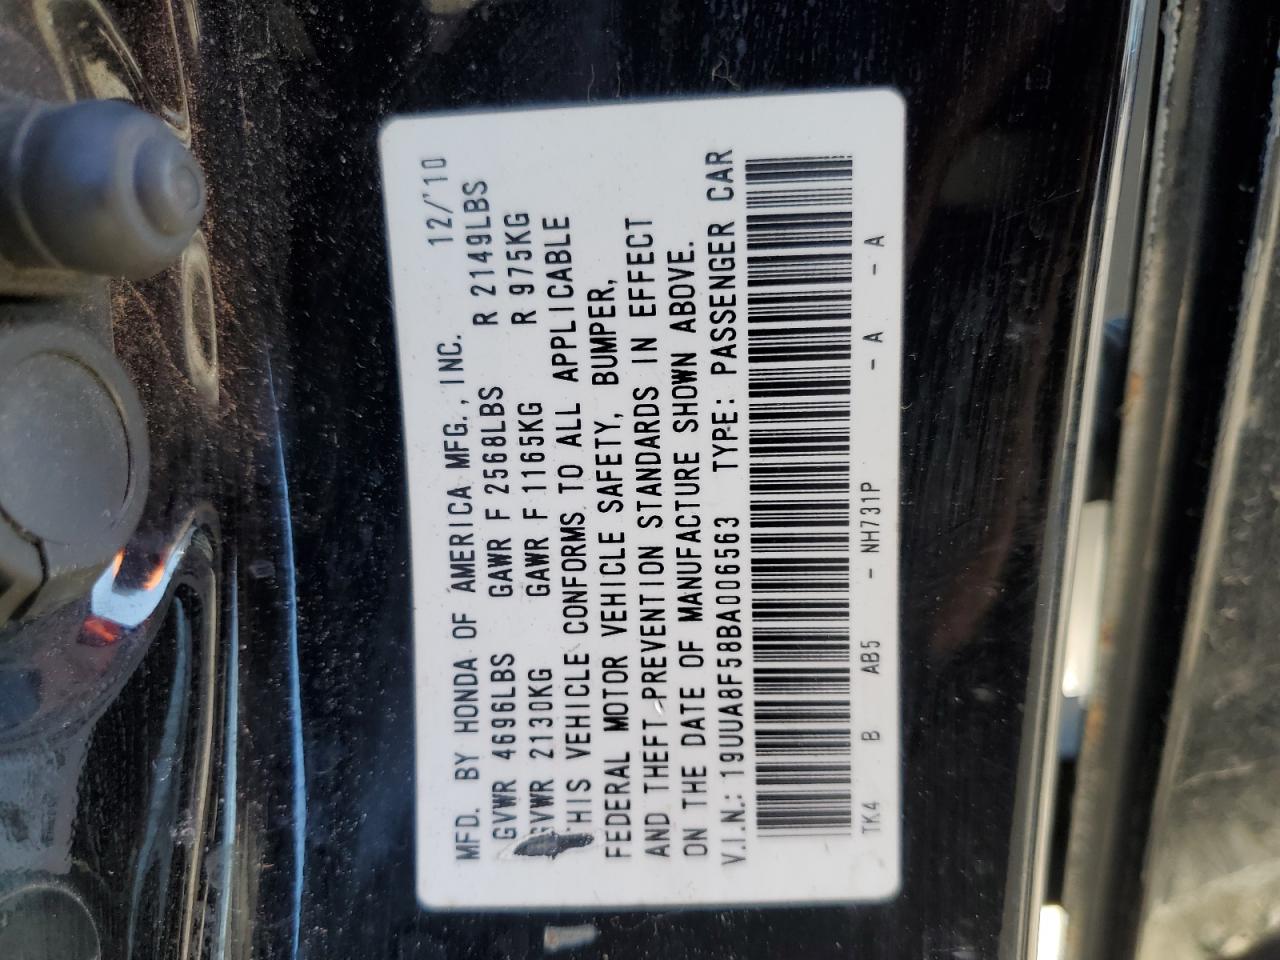 MFD. BY HONDA OF AMERICA MFG., INC. 12/'10
GVWR 4696LBS GAWR F 2568LBS R 2149LBS
GVWR 2130KG GAWR F 1165KG R 975KG
THIS VEHICLE CONFORMS TO ALL APPLICABLE
FEDERAL MOTOR VEHICLE SAFETY, BUMPER,
AND THEFT PREVENTION STANDARDS IN EFFECT
ON THE DATE OF MANUFACTURE SHOWN ABOVE.
V.I.N.: 19UUA8F58BA006563 TYPE: PASSENGER CAR
TK4 B AB5 - NH731P - A - A